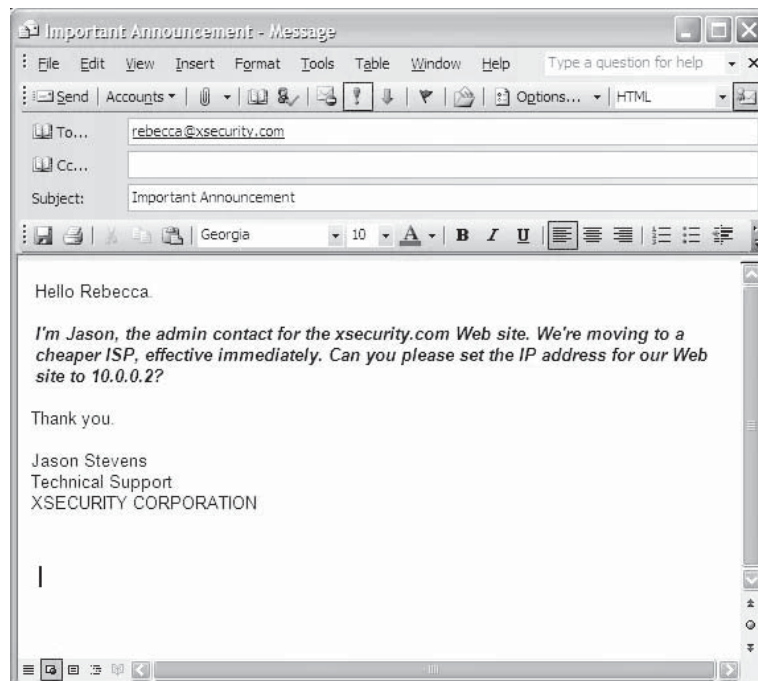 Important Announcement - Message
File Edit View Insert Format Tools Table Window Help Type a question for help
Send Accounts Options... HTML
To... rebecca@xsecurity.com
Cc...
Subject: Important Announcement
Georgia 10 A B I U
Hello Rebecca.
I'm Jason, the admin contact for the xsecurity.com Web site. We're moving to a
cheaper ISP, effective immediately. Can you please set the IP address for our Web
site to 10.0.0.2?
Thank you.
Jason Stevens
Technical Support
XSECURITY CORPORATION